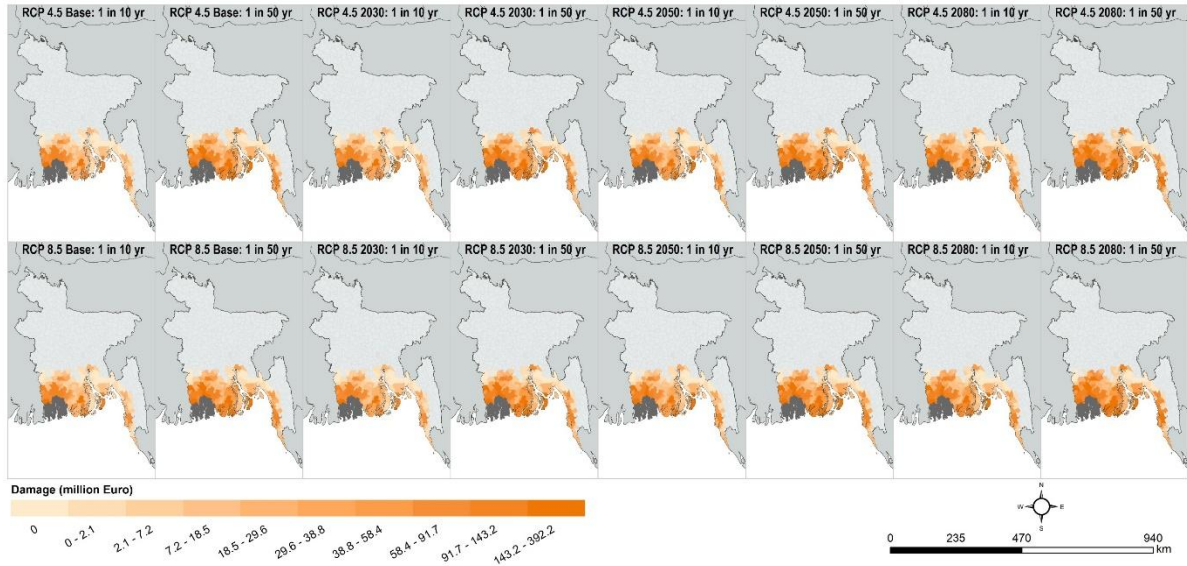 RCP 4.5 Base: 1 in 10 yr
RCP 4.5 Base: 1 in 50 yr
RCP 4.5 2030: 1 in 10 yr
RCP 4.5 2030: 1 in 50 yr
RCP 4.5 2050: 1 in 10 yr
RCP 4.5 2050: 1 in 50 yr
RCP 4.5 2080: 1 in 10 yr
RCP 4.5 2080: 1 in 50 yr
RCP 8.5 Base: 1 in 10 yr
RCP 8.5 Base: 1 in 50 yr
RCP 8.5 2030: 1 in 10 yr
RCP 8.5 2030: 1 in 50 yr
RCP 8.5 2050: 1 in 10 yr
RCP 8.5 2050: 1 in 50 yr
RCP 8.5 2080: 1 in 10 yr
RCP 8.5 2080: 1 in 50 yr
Damage (million Euro)
0
0 - 2.1
2.1 - 7.2
7.2 - 18.5
18.5 - 29.6
29.6 - 38.8
38.8 - 58.4
58.4 - 91.7
91.7 - 143.2
143.2 - 392.2
N
W E
S
0 235 470 940
km